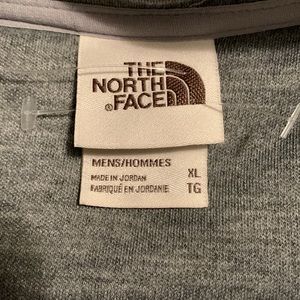 THE
NORTH
FACE
MENS/HOMMES
MADE IN JORDAN XL
FABRIQUÉ EN JORDANIE TG